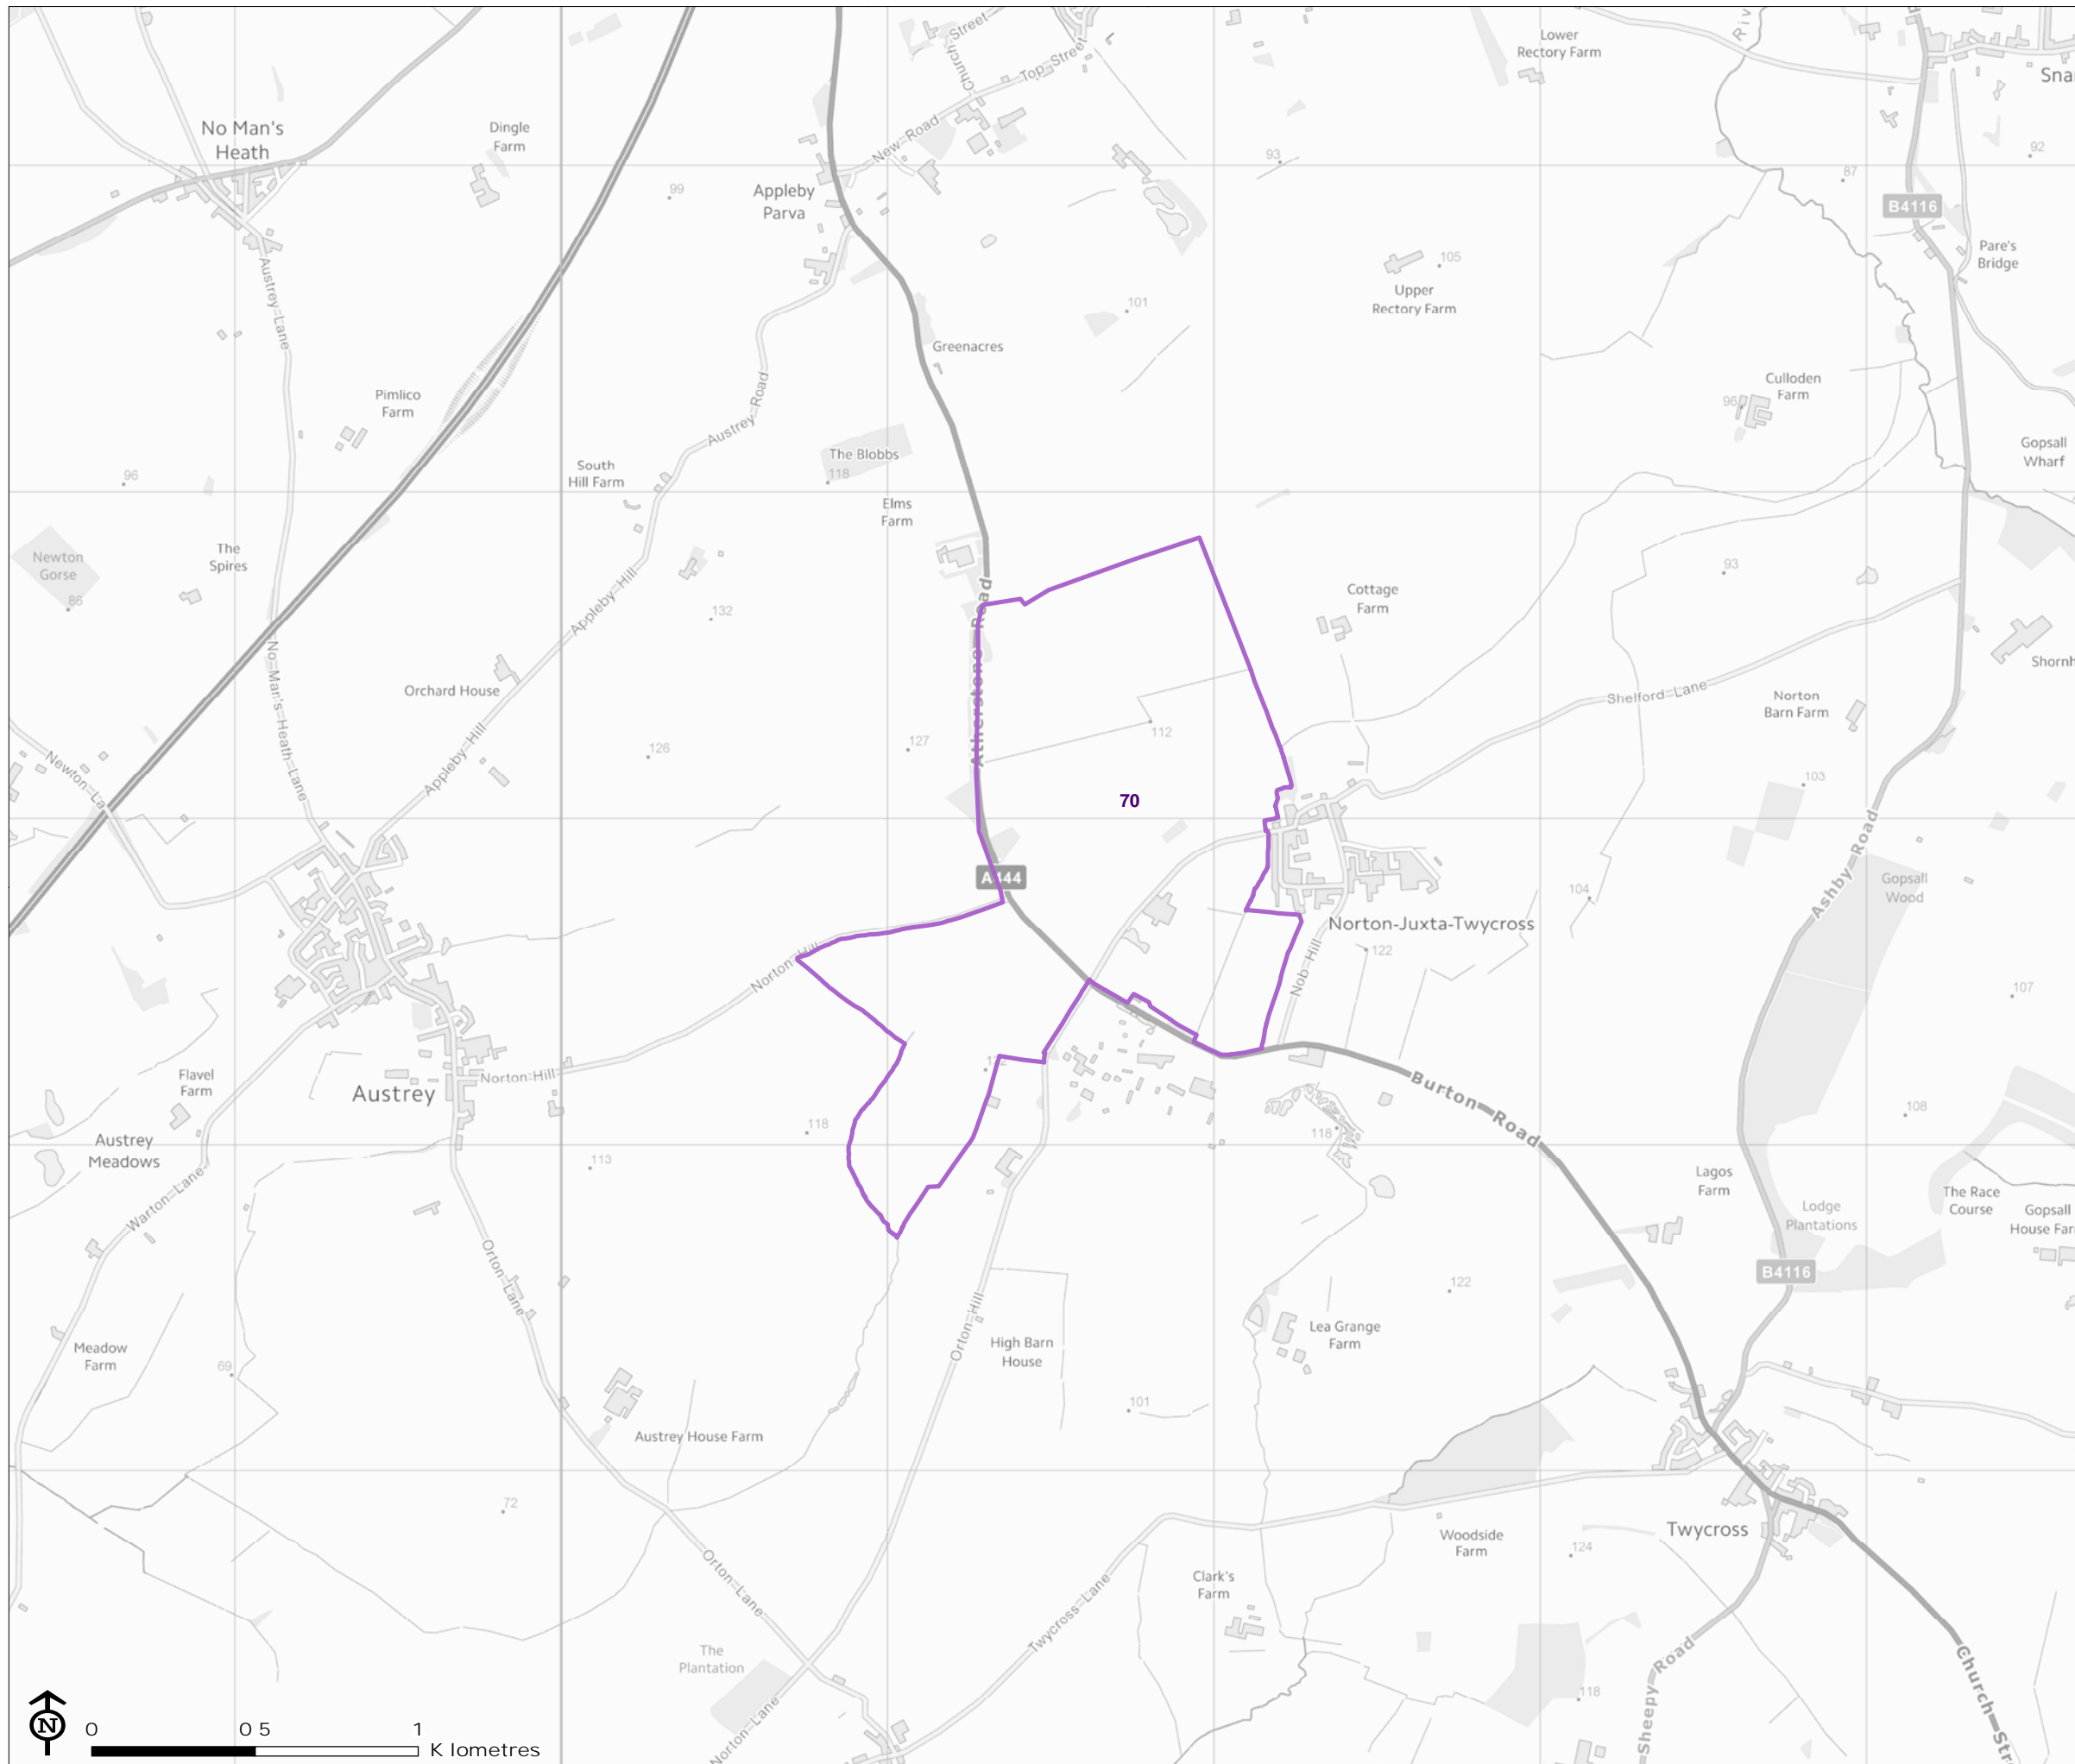 Church Street
Top Street
New Road
Lower
Rectory Farm
Riv
Sna
No Man's
Heath
Dingle
Farm
93
92
87
99
Appleby
Parva
B4116
Pare's
Bridge
Austrey Lane
105
Upper
Rectory Farm
101
Greenacres
Pimlico
Farm
Austrey Road
Culloden
Farm
96
The Blobbs
118
South
Hill Farm
96
Gopsall
Wharf
Elms
Farm
Newton
Gorse
86
The
Spires
Atherstone Road
Appleby Hill
132
Cottage
Farm
93
No Man's Heath Lane
Orchard House
Shelford Lane
Norton
Barn Farm
Shornh
112
127
126
Newton La
Appleby Hill
103
70
Ashby Road
A444
104
Gopsall
Wood
Norton-Juxta-Twycross
122
Norton Hill
Nob Hill
107
Flavel
Farm
Austrey
Norton Hill
Burton Road
108
118
118
Austrey
Meadows
113
Warton Lane
Lagos
Farm
The Race
Course
Lodge
Plantations
Gopsall
House Far
Orton Lane
B4116
122
Orton Hill
High Barn
House
Lea Grange
Farm
Meadow
Farm
69
101
Austrey House Farm
72
Woodside
Farm
124
Twycross
Orton Lane
Clark's
Farm
Twycross Lane
The
Plantation
Sheepy Road
118
Church Str
Norton Lane
N
0 0 5 1
K lometres